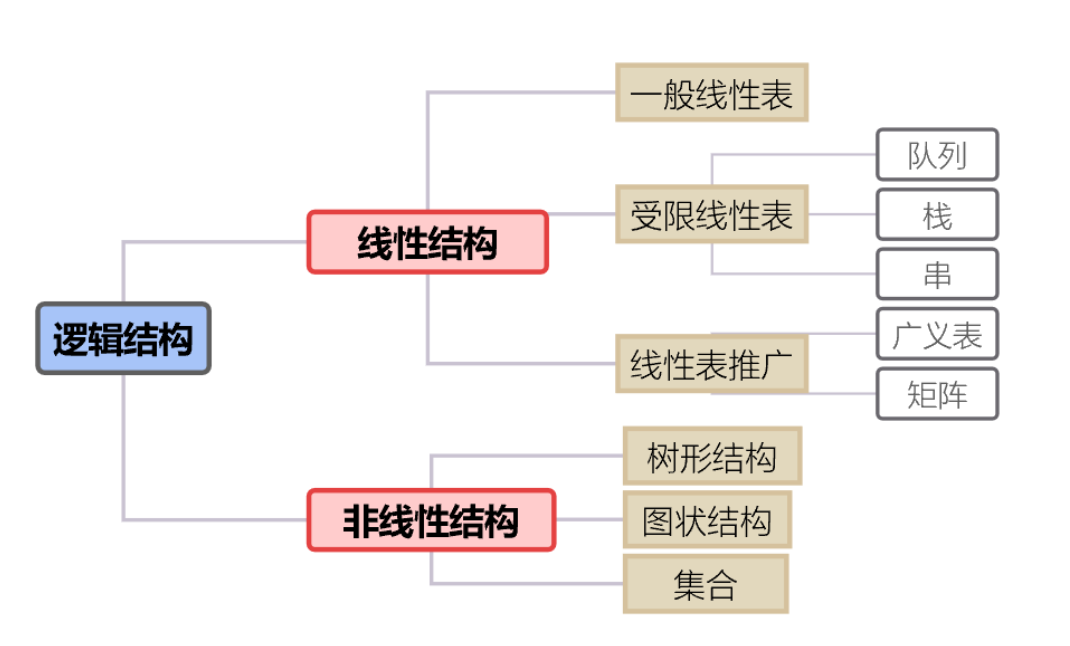 逻辑结构
线性结构
一般线性表
受限线性表
队列
栈
串
线性表推广
广义表
矩阵
非线性结构
树形结构
图状结构
集合